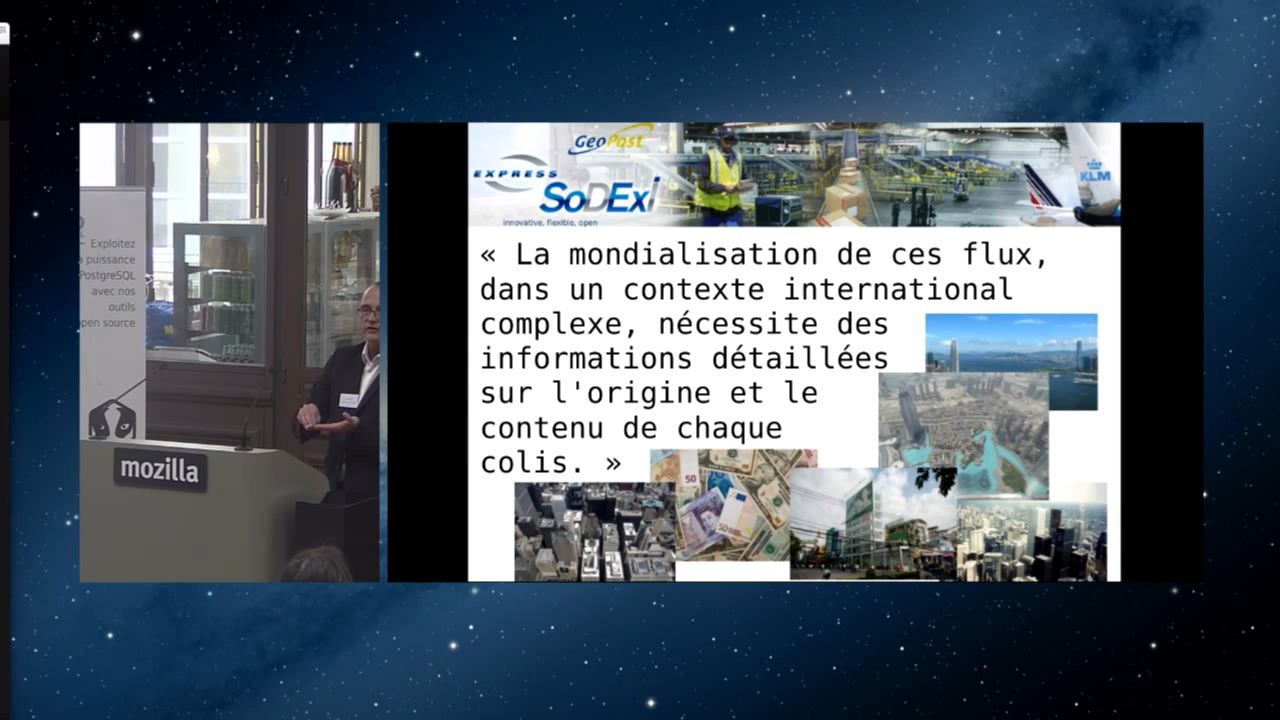 Exploitez
puissance
PostgreSQL
avec nos
outils
open source
mozilla
GeoPost
EXPRESS
SoDExi
innovative, flexible, open
KLM
« La mondialisation de ces flux,
dans un contexte international
complexe, nécessite des
informations détaillées
sur l'origine et le
contenu de chaque
colis. »
50
50